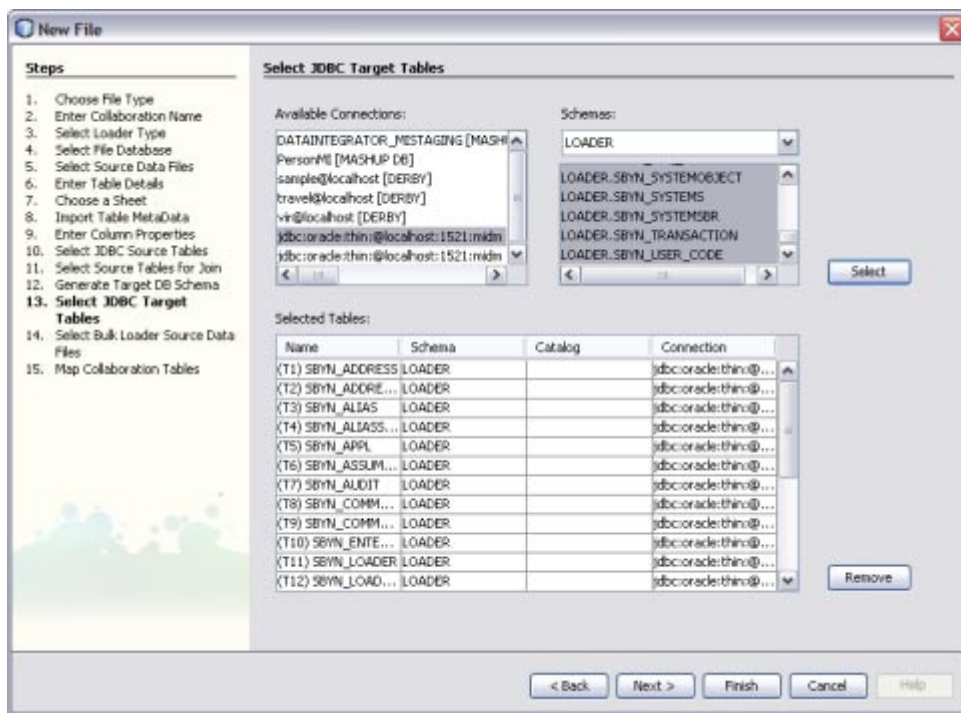 New File
Steps
1. Choose File Type
2. Enter Collaboration Name
3. Select Loader Type
4. Select File Database
5. Select Source Data Files
6. Enter Table Details
7. Choose a Sheet
8. Import Table MetaData
9. Enter Column Properties
10. Select JDBC Source Tables
11. Select Source Tables for Join
12. Generate Target DB Schema
13. Select JDBC Target
Tables
14. Select Bulk Loader Source Data
Files
15. Map Collaboration Tables
Select JDBC Target Tables
Available Connections:
DATAINTEGRATOR_MISTAGING [MASHU
PersonMI [MASHUP DB]
sample@localhost [DERBY]
travel@localhost [DERBY]
vir@localhost [DERBY]
jdbc:oracle:thin:@localhost:1521:midm
jdbc:oracle:thin:@localhost:1521:midm
Schemas:
LOADER
LOADER.SBYN_SYSTEMOBJECT
LOADER.SBYN_SYSTEMS
LOADER.SBYN_SYSTEMSBR
LOADER.SBYN_TRANSACTION
LOADER.SBYN_USER_CODE
Select
Selected Tables:
Name Schema Catalog Connection
(T1) SBYN_ADDRESS LOADER jdbc:oracle:thin:@...
(T2) SBYN_ADDRE... LOADER jdbc:oracle:thin:@...
(T3) SBYN_ALIAS LOADER jdbc:oracle:thin:@...
(T4) SBYN_ALIASS... LOADER jdbc:oracle:thin:@...
(T5) SBYN_APPL LOADER jdbc:oracle:thin:@...
(T6) SBYN_ASSUM... LOADER jdbc:oracle:thin:@...
(T7) SBYN_AUDIT LOADER jdbc:oracle:thin:@...
(T8) SBYN_COMM... LOADER jdbc:oracle:thin:@...
(T9) SBYN_COMM... LOADER jdbc:oracle:thin:@...
(T10) SBYN_ENTE... LOADER jdbc:oracle:thin:@...
(T11) SBYN_LOADER LOADER jdbc:oracle:thin:@...
(T12) SBYN_LOAD... LOADER jdbc:oracle:thin:@...
Remove
< Back Next > Finish Cancel Help